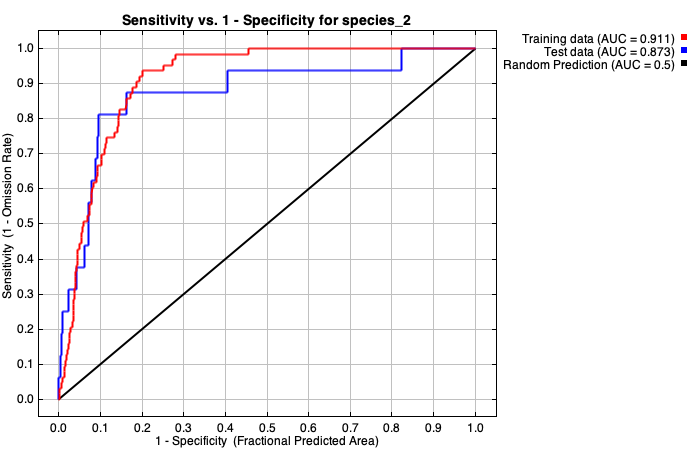 Sensitivity vs. 1 - Specificity for species_2
Training data (AUC = 0.911)
Test data (AUC = 0.873)
Random Prediction (AUC = 0.5)
Sensitivity (1 - Omission Rate)
1.0
0.9
0.8
0.7
0.6
0.5
0.4
0.3
0.2
0.1
0.0
0.0 0.1 0.2 0.3 0.4 0.5 0.6 0.7 0.8 0.9 1.0
1 - Specificity (Fractional Predicted Area)